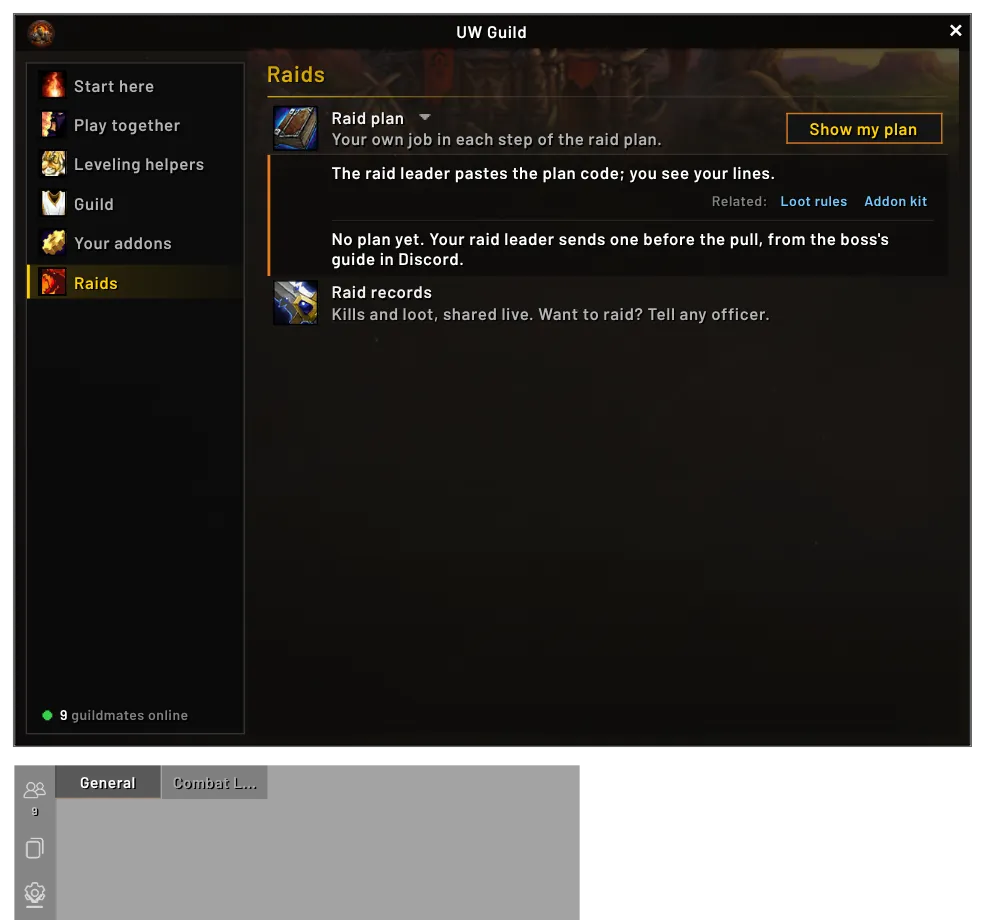 UW Guild
Start here
Play together
Leveling helpers
Guild
Your addons
Raids
9 guildmates online
Raids
Raid plan
Your own job in each step of the raid plan.
Show my plan
The raid leader pastes the plan code; you see your lines.
Related: Loot rules Addon kit
No plan yet. Your raid leader sends one before the pull, from the boss's
guide in Discord.
Raid records
Kills and loot, shared live. Want to raid? Tell any officer.
General
Combat L...
9